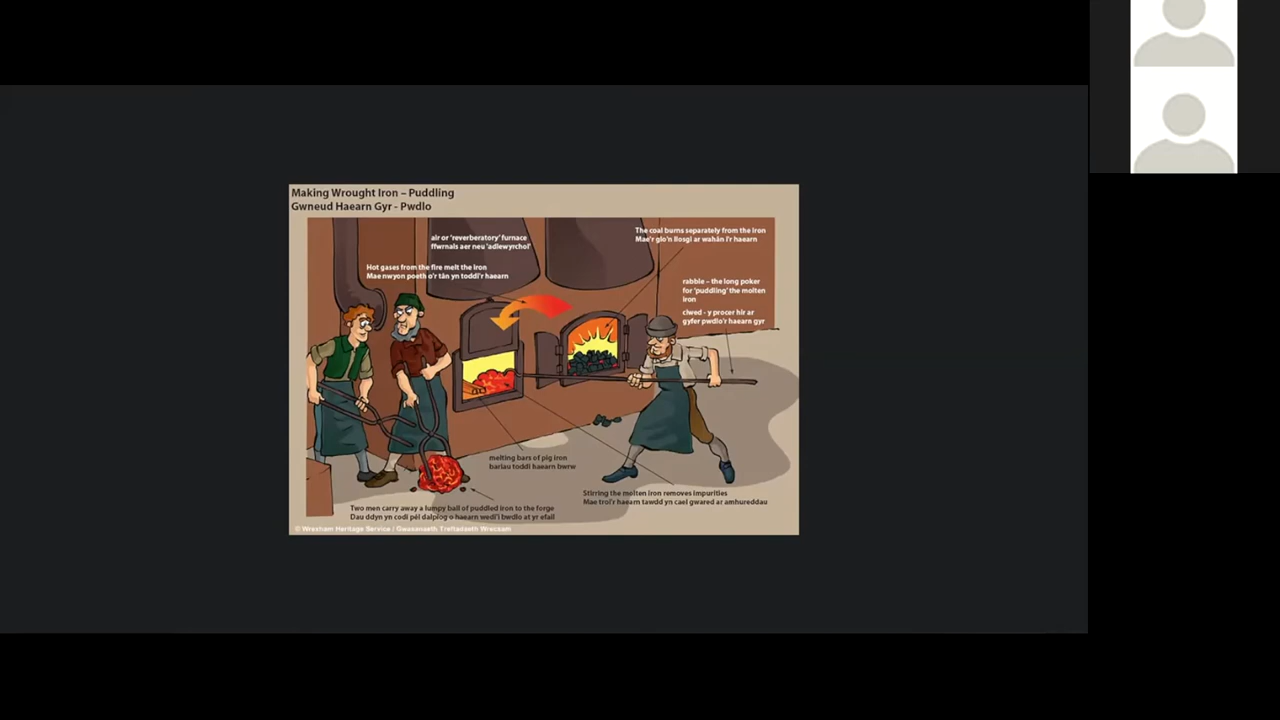 Making Wrought Iron – Puddling
Gwneud Haearn Gyr - Pwdlo
air or 'reverberatory' furnace
ffwrnais aer neu 'adlewyrchol'
The coal burns separately from the iron
Mae'r glo'n llosgi ar wahân i'r haearn
Hot gases from the fire melt the iron
Mae nwyon poeth o'r tân yn toddi'r haearn
rabble – the long poker
for 'puddling' the molten
iron
ciwed - y procer hir ar
gyfer pwdlo'r haearn gyr
melting bars of pig iron
bariau toddi haearn bwrw
Stirring the molten iron removes impurities
Mae troi'r haearn tawdd yn cael gwared ar amhureddau
Two men carry away a lumpy ball of puddled iron to the forge
Dau ddyn yn codi pêl dalpiog o haearn wedi'i bwdlo at yr efail
© Wrexham Heritage Service / Gwasanaeth Treftadaeth Wrecsam